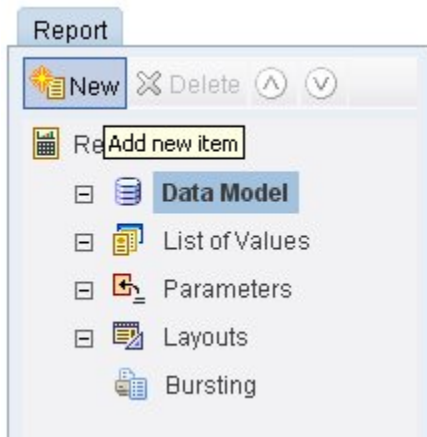 Report
New Delete
Re
Add new item
Data Model
List of Values
Parameters
Layouts
Bursting